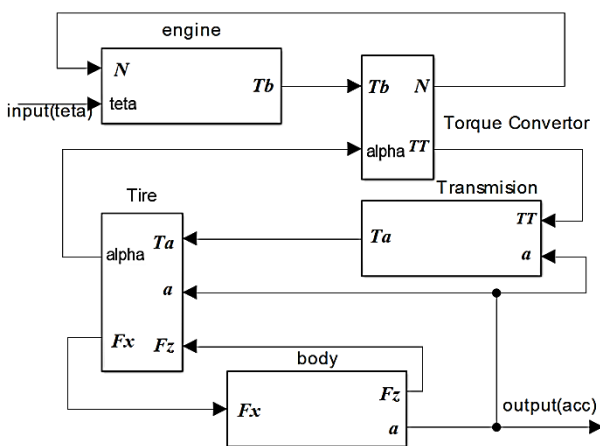 engine
N
Tb
teta
input(teta)
Tb
N
alpha
TT
Torque Convertor
Transmision
TT
Ta
a
Tire
Ta
alpha
a
Fx
Fz
body
Fz
Fx
a
output(acc)